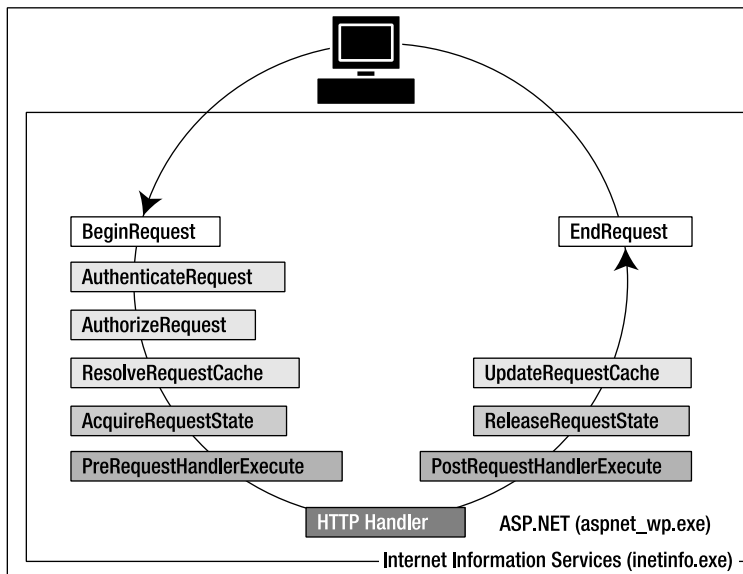 BeginRequest
EndRequest
AuthenticateRequest
AuthorizeRequest
ResolveRequestCache
UpdateRequestCache
AcquireRequestState
ReleaseRequestState
PreRequestHandlerExecute
PostRequestHandlerExecute
HTTP Handler
ASP.NET (aspnet_wp.exe)
Internet Information Services (inetinfo.exe)